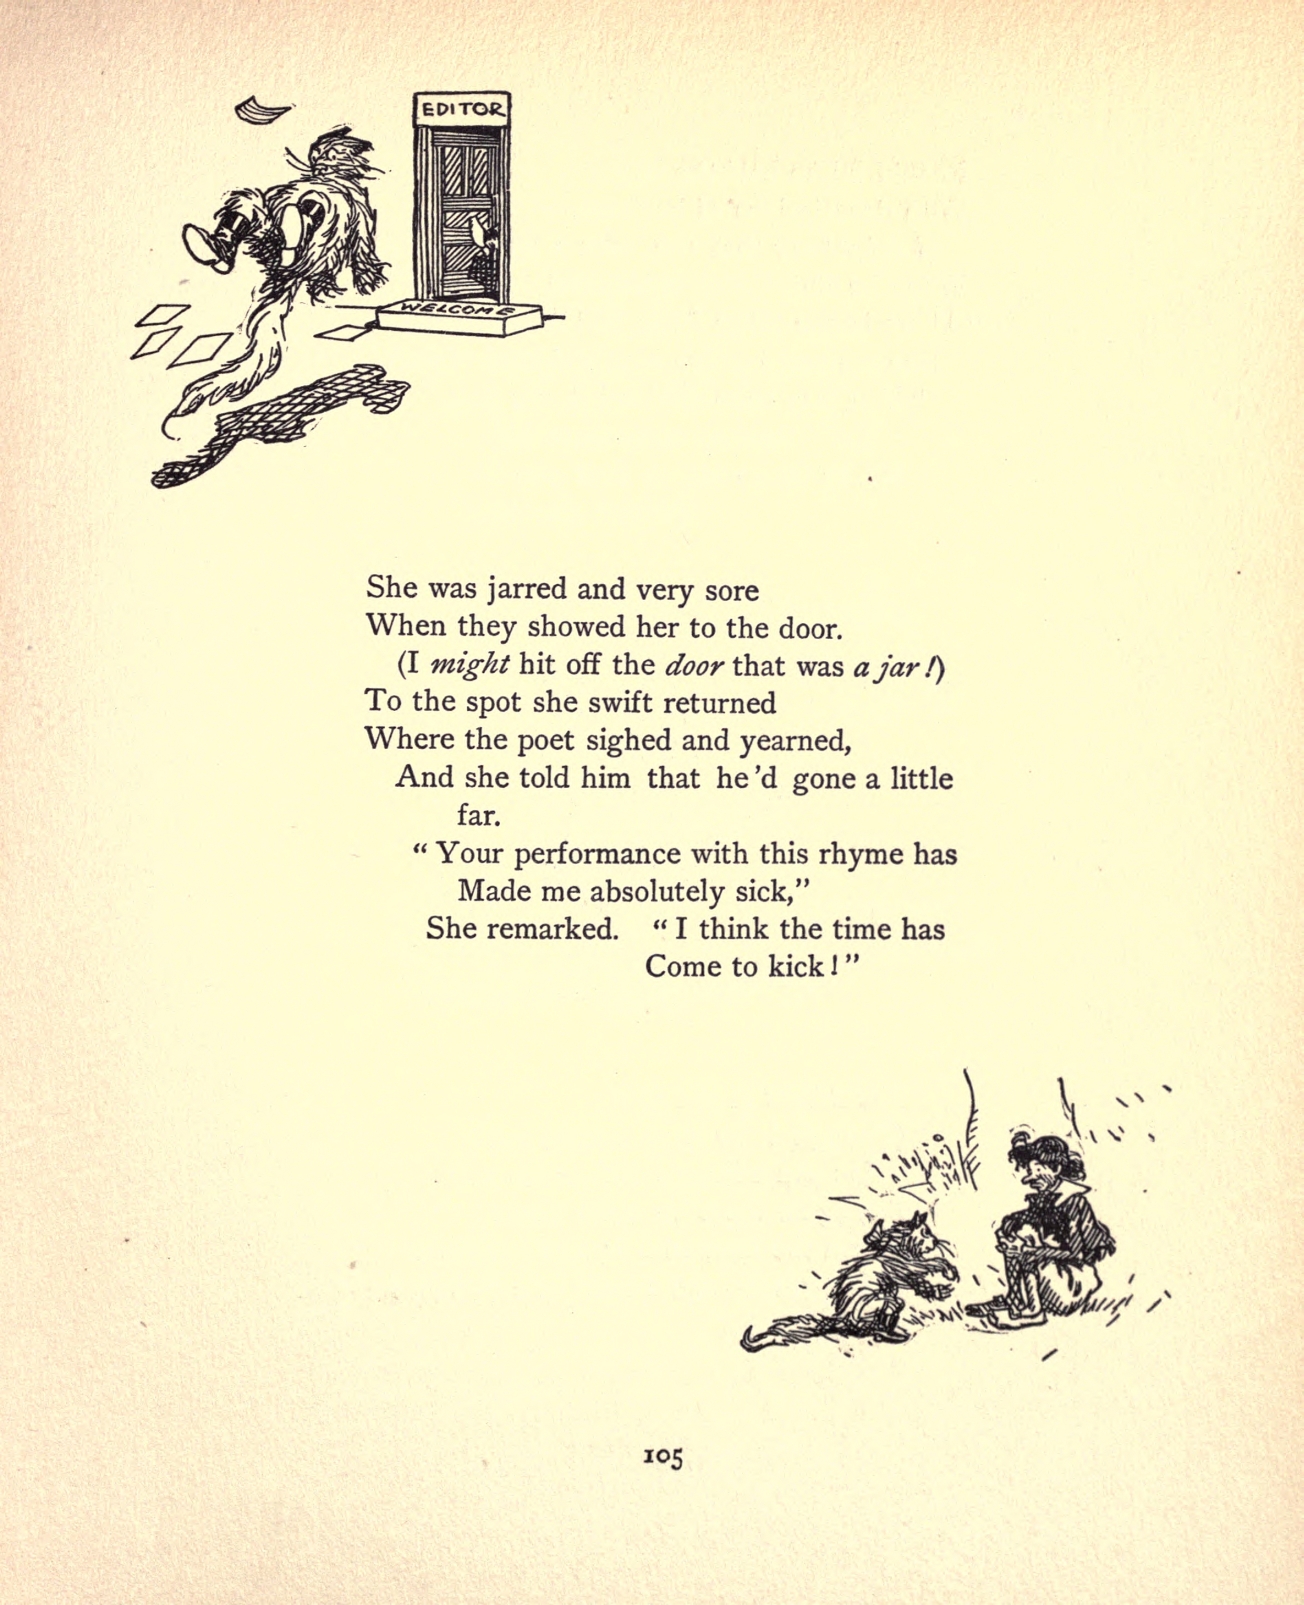 EDITOR
WELCOME
She was jarred and very sore
When they showed her to the door.
(I might hit off the door that was a jar!)
To the spot she swift returned
Where the poet sighed and yearned,
And she told him that he'd gone a little
far.
“Your performance with this rhyme has
Made me absolutely sick,”
She remarked. “I think the time has
Come to kick!”
105